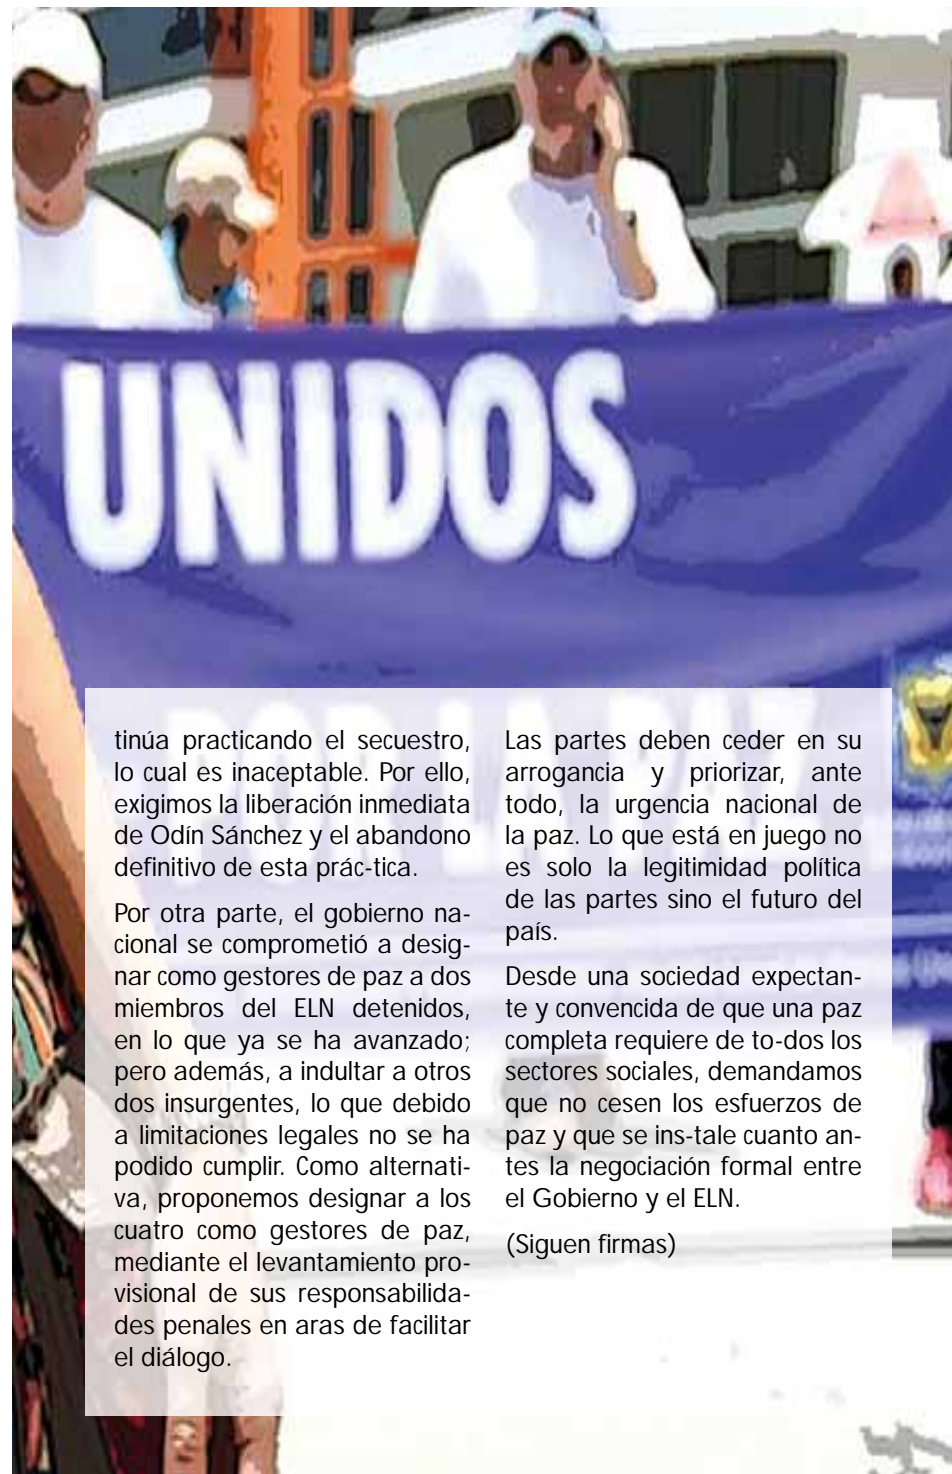 UNIDOS
POR LA PAZ
tinúa practicando el secuestro,
lo cual es inaceptable. Por ello,
exigimos la liberación inmediata
de Odín Sánchez y el abandono
definitivo de esta prác-tica.
Por otra parte, el gobierno na-
cional se comprometió a desig-
nar como gestores de paz a dos
miembros del ELN detenidos,
en lo que ya se ha avanzado;
pero además, a indultar a otros
dos insurgentes, lo que debido
a limitaciones legales no se ha
podido cumplir. Como alternati-
va, proponemos designar a los
cuatro como gestores de paz,
mediante el levantamiento pro-
visional de sus responsabilida-
des penales en aras de facilitar
el diálogo.
Las partes deben ceder en su
arrogancia y priorizar, ante
todo, la urgencia nacional de
la paz. Lo que está en juego no
es solo la legitimidad política
de las partes sino el futuro del
país.
Desde una sociedad expectan-
te y convencida de que una paz
completa requiere de to-dos los
sectores sociales, demandamos
que no cesen los esfuerzos de
paz y que se ins-tale cuanto an-
tes la negociación formal entre
el Gobierno y el ELN.
(Siguen firmas)